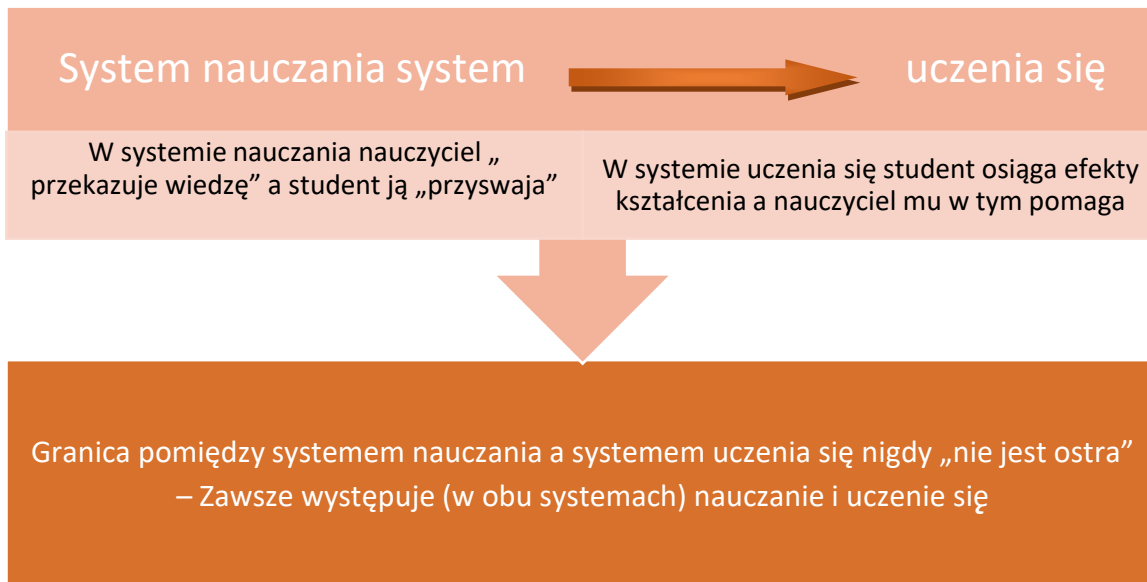 System nauczania system uczenia się
W systemie nauczania nauczyciel „
przekazuje wiedzę” a student ją „przyswaja”
W systemie uczenia się student osiąga efekty
kształcenia a nauczyciel mu w tym pomaga
Granica pomiędzy systemem nauczania a systemem uczenia się nigdy „nie jest ostra”
– Zawsze występuje (w obu systemach) nauczanie i uczenie się